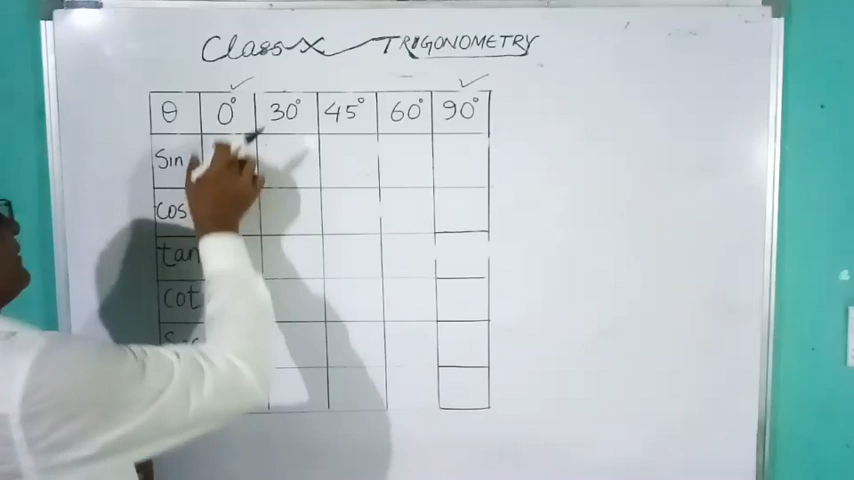 Class X TRIGONOMETRY
θ 0° 30° 45° 60° 90°
Sin
cos
tan
cot